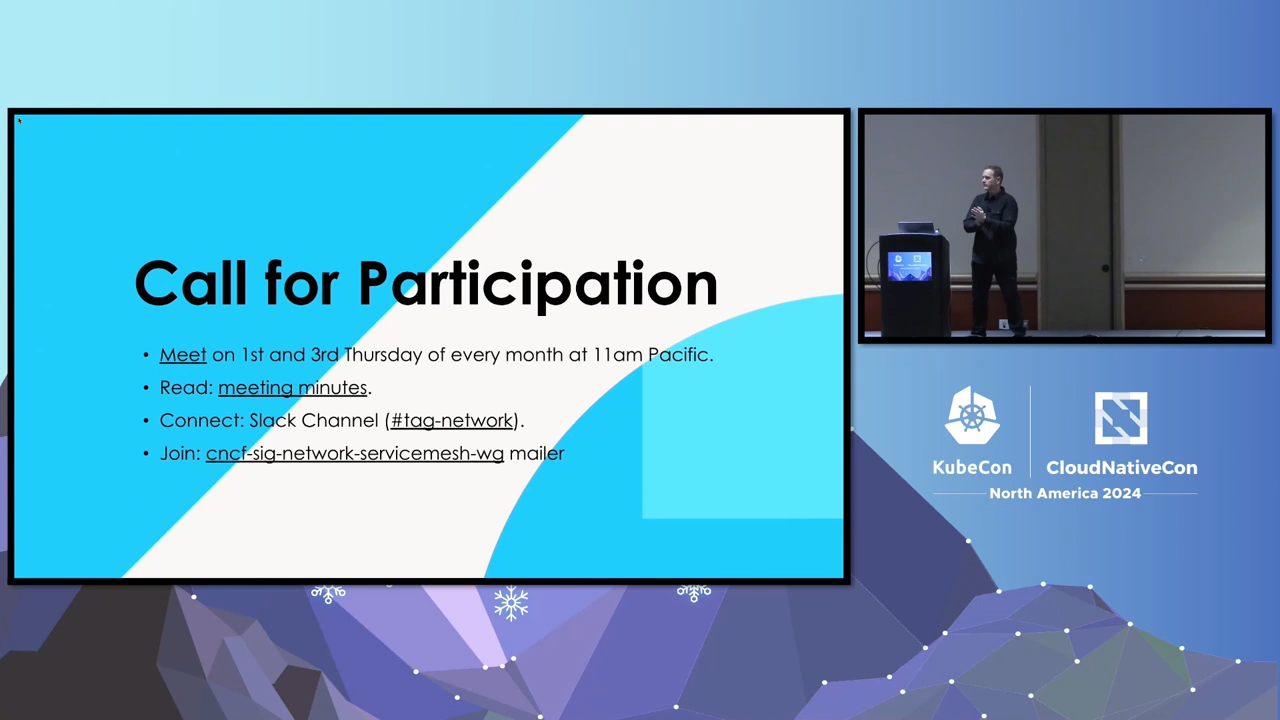 Call for Participation
• Meet on 1st and 3rd Thursday of every month at 11am Pacific.
• Read: meeting minutes.
• Connect: Slack Channel (#tag-network).
• Join: cncf-sig-network-servicemesh-wg mailer
KubeCon
CloudNativeCon
North America 2024